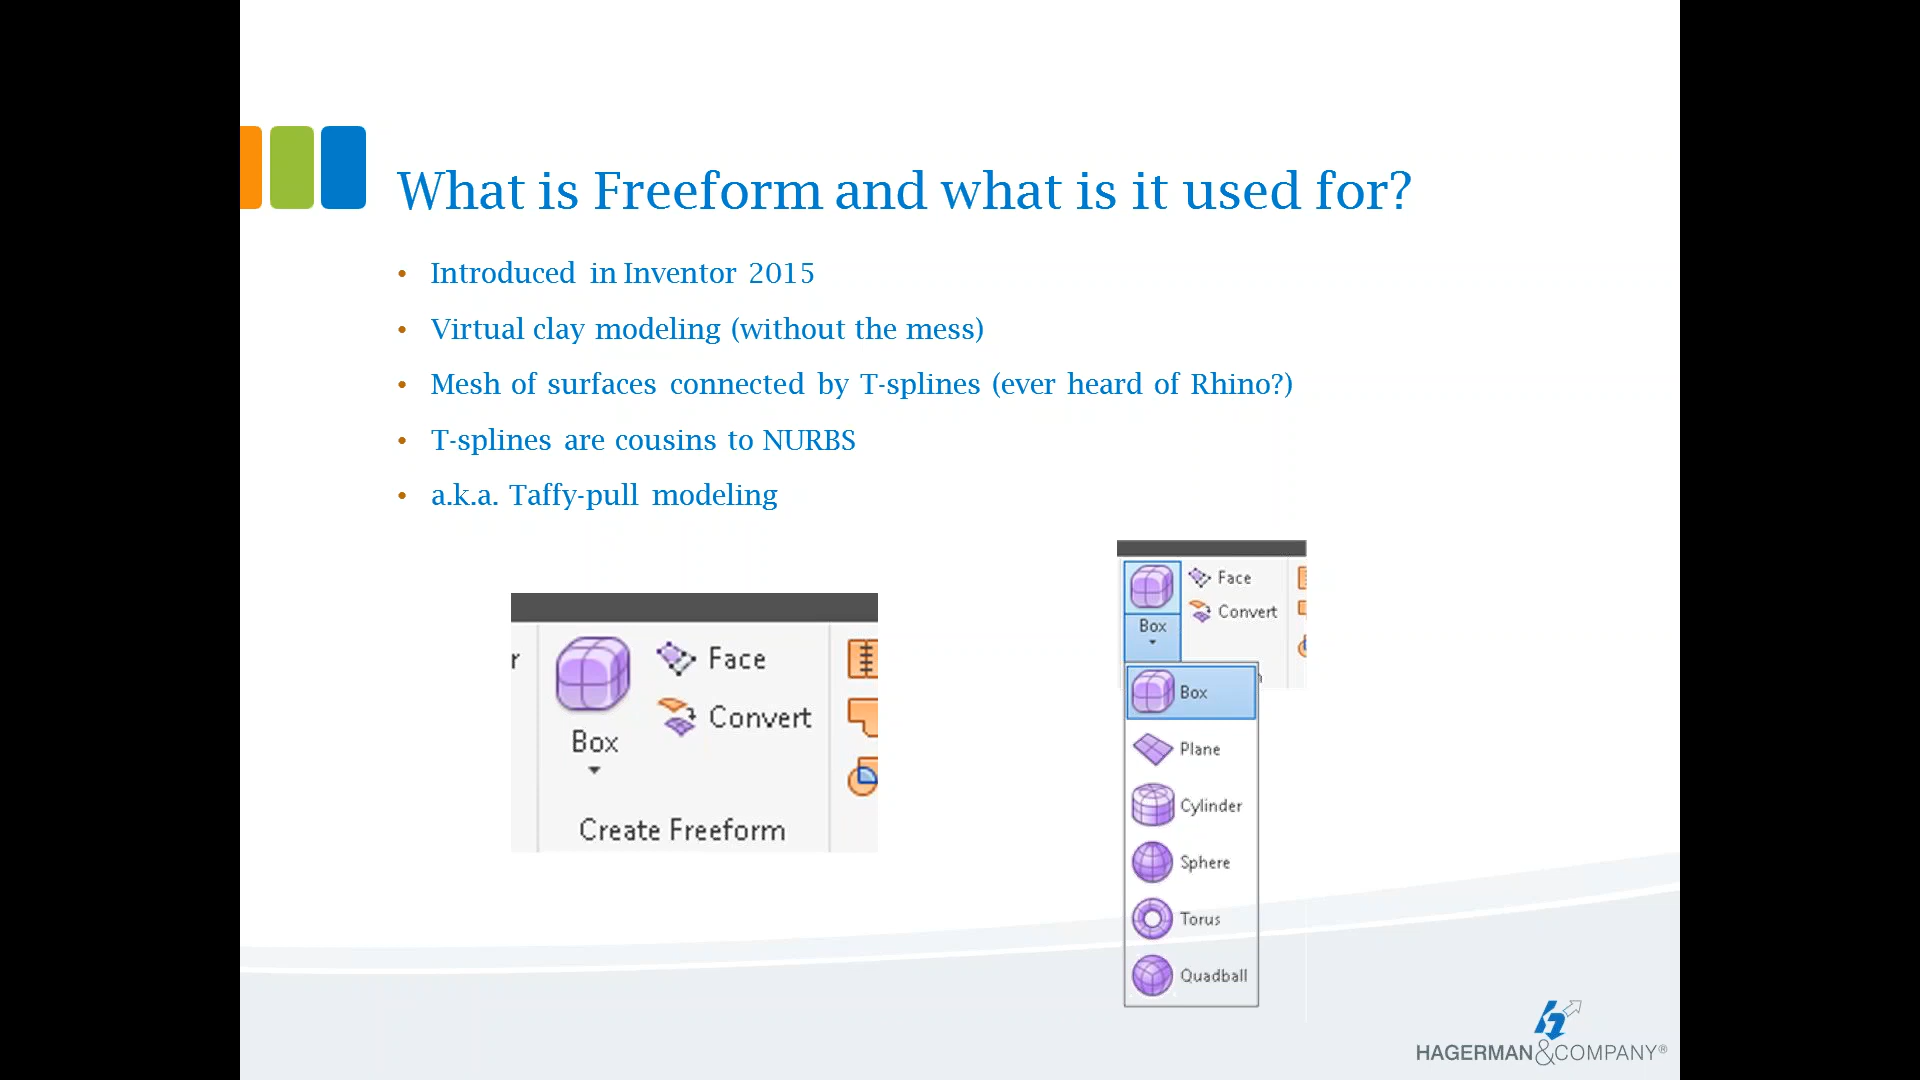 What is Freeform and what is it used for?
• Introduced in Inventor 2015
• Virtual clay modeling (without the mess)
• Mesh of surfaces connected by T-splines (ever heard of Rhino?)
• T-splines are cousins to NURBS
• a.k.a. Taffy-pull modeling
r
Face
Convert
Box
Create Freeform
Face
Convert
Box
Box
Plane
Cylinder
Sphere
Torus
Quadball
HAGERMAN&COMPANY®